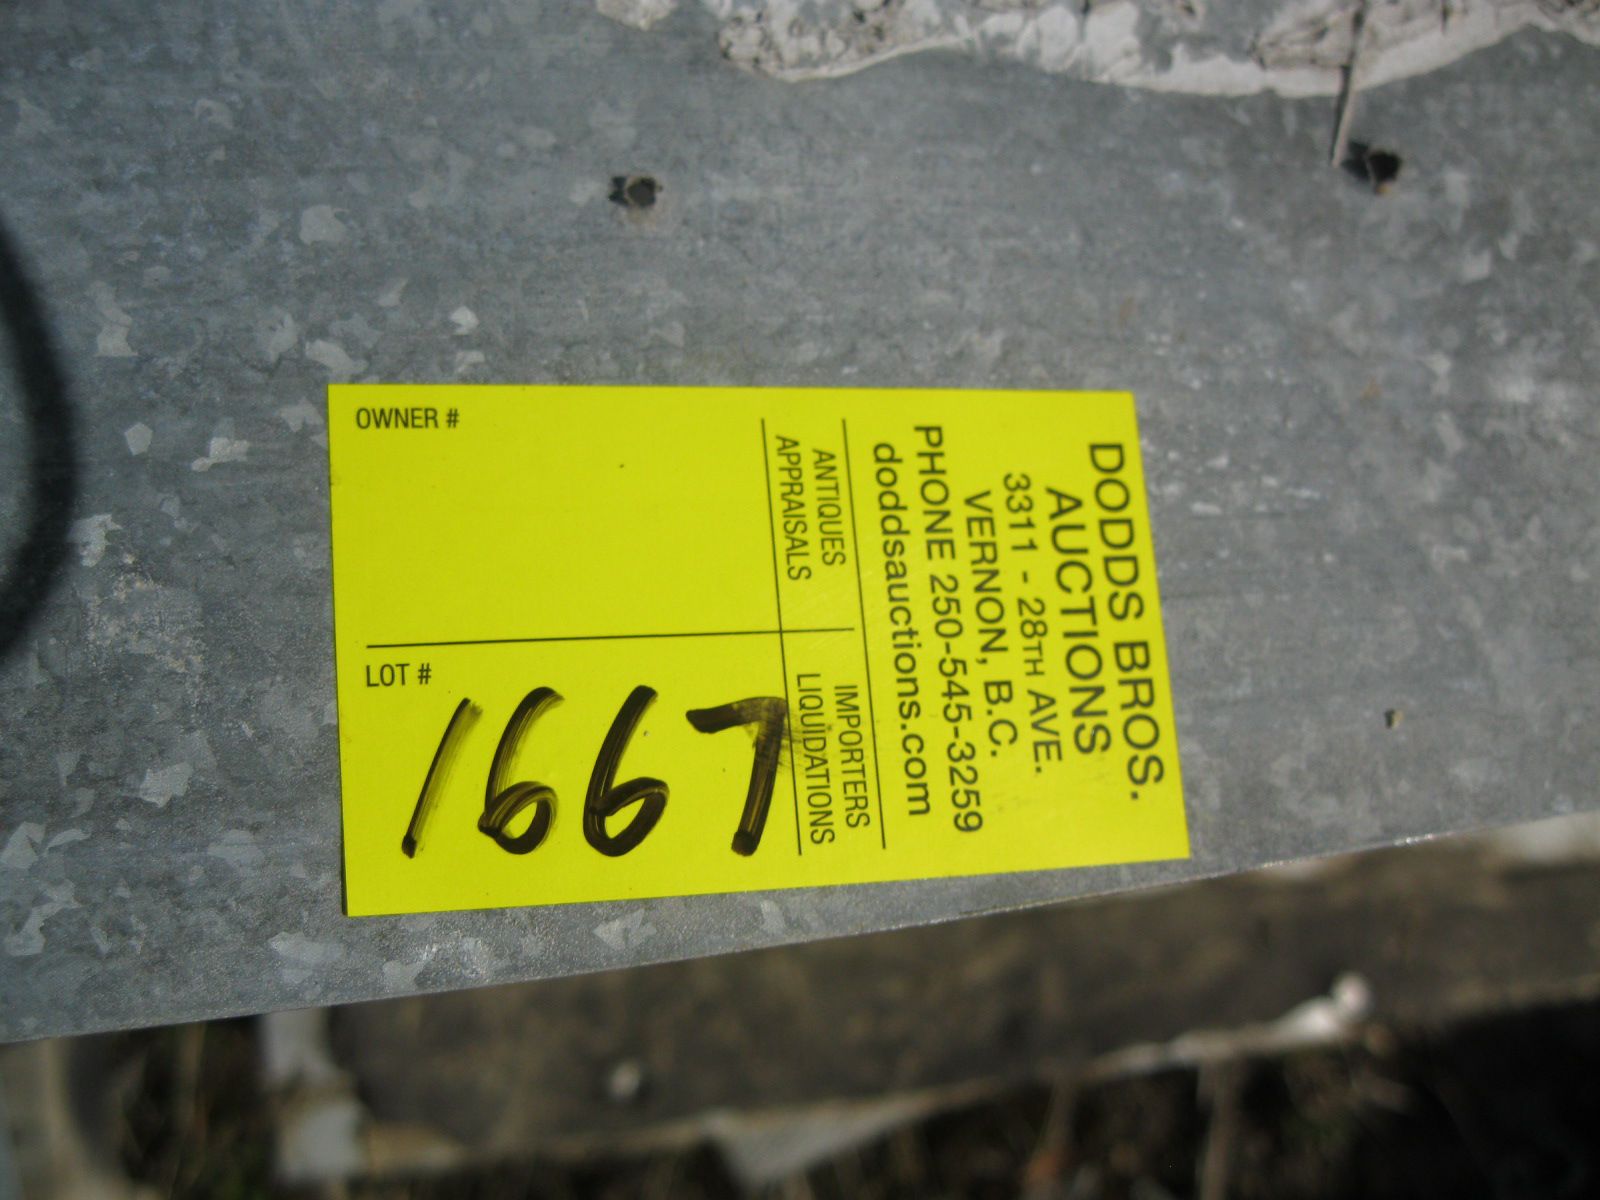 DODDS BROS.
AUCTIONS
3311 - 28TH AVE.
VERNON, B.C.
PHONE 250-545-3259
doddsauctions.com
ANTIQUES IMPORTERS
APPRAISALS LIQUIDATIONS
OWNER #
LOT #
1667